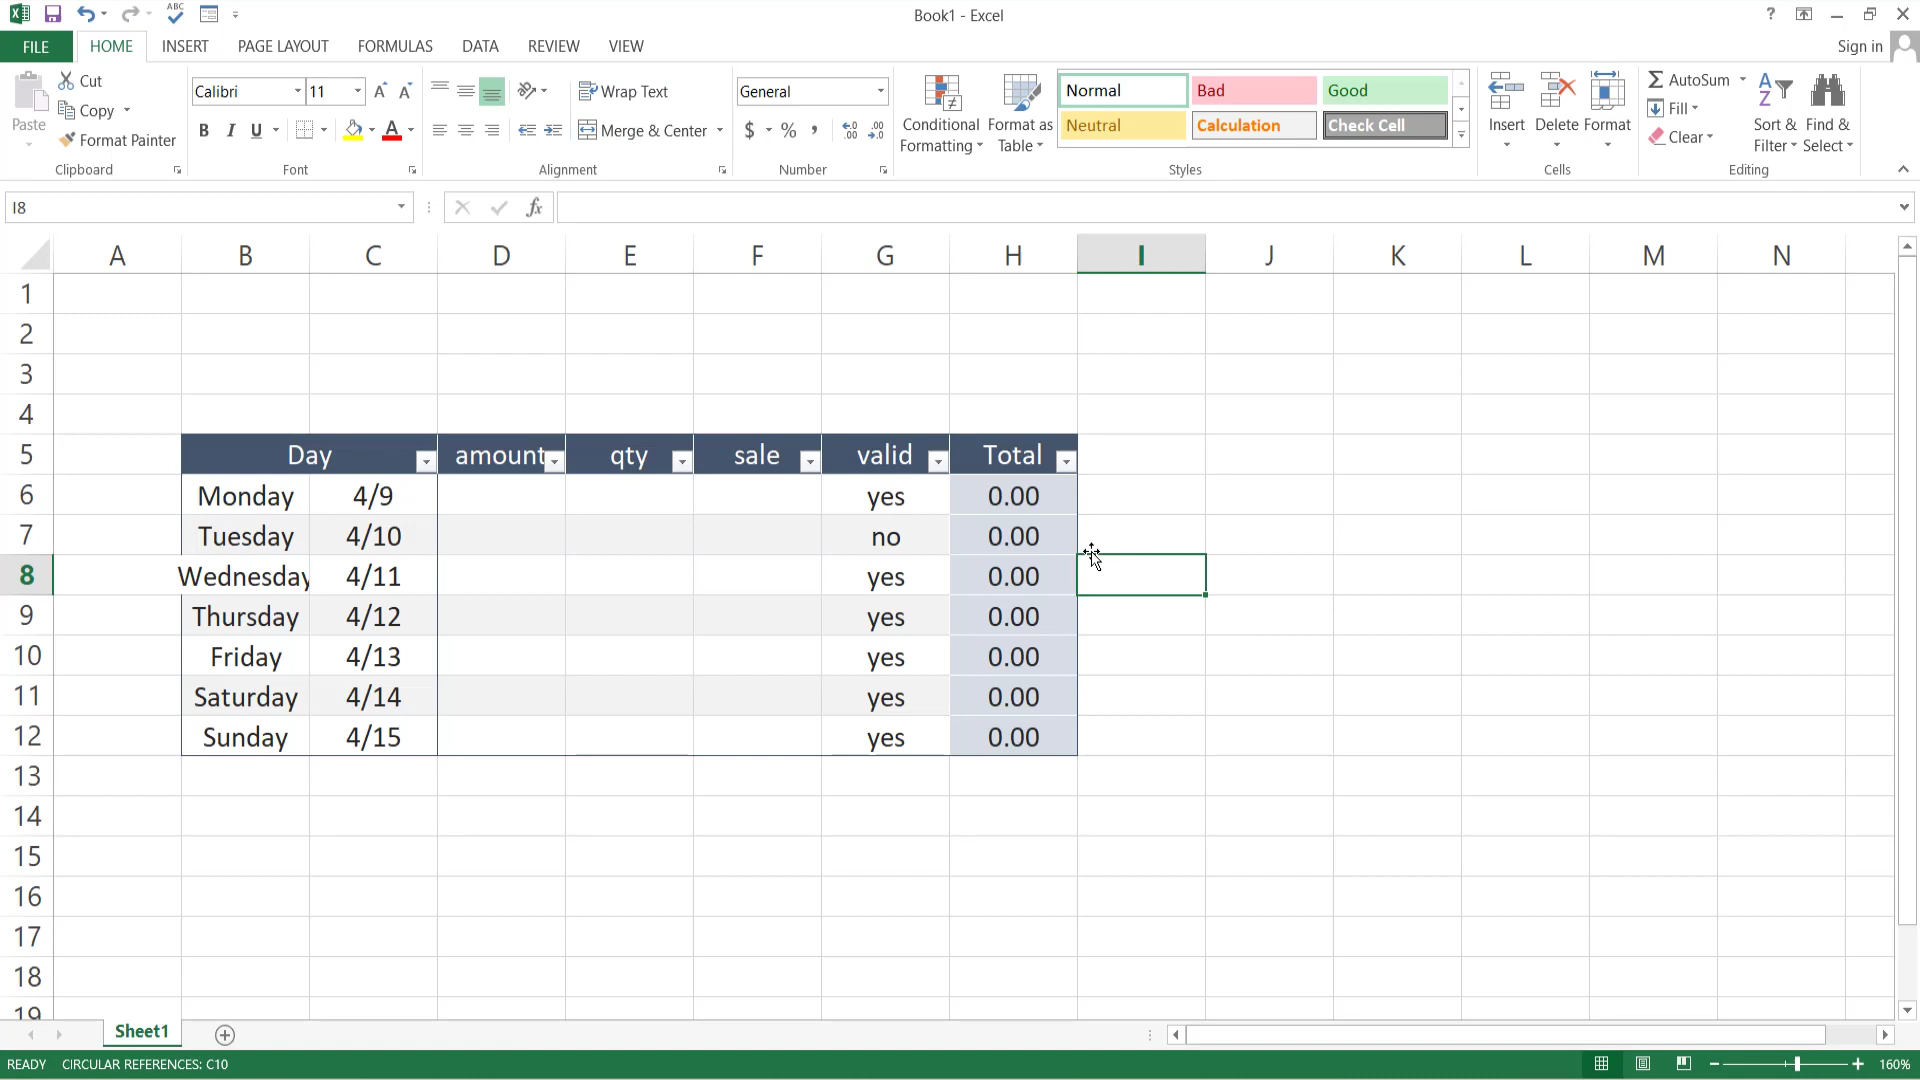 ABC
Book1 - Excel
?
FILE HOME INSERT PAGE LAYOUT FORMULAS DATA REVIEW VIEW
Sign in
Paste
Cut
Copy
Format Painter
Clipboard
Calibri 11 A A
B I U A
Font
Wrap Text
Merge & Center
Alignment
General
$ % ,
.00 .0
Number
Conditional Formatting
Format as Table
Normal Bad Good
Neutral Calculation Check Cell
Styles
Insert Delete Format
Cells
AutoSum
Fill
Clear
Sort & Filter
Find & Select
Editing
I8
fx
A B C D E F G H I J K L M N
1
2
3
4
5 Day amount qty sale valid Total
6 Monday 4/9 yes 0.00
7 Tuesday 4/10 no 0.00
8 Wednesday 4/11 yes 0.00
9 Thursday 4/12 yes 0.00
10 Friday 4/13 yes 0.00
11 Saturday 4/14 yes 0.00
12 Sunday 4/15 yes 0.00
13
14
15
16
17
18
19
Sheet1
READY CIRCULAR REFERENCES: C10
160%